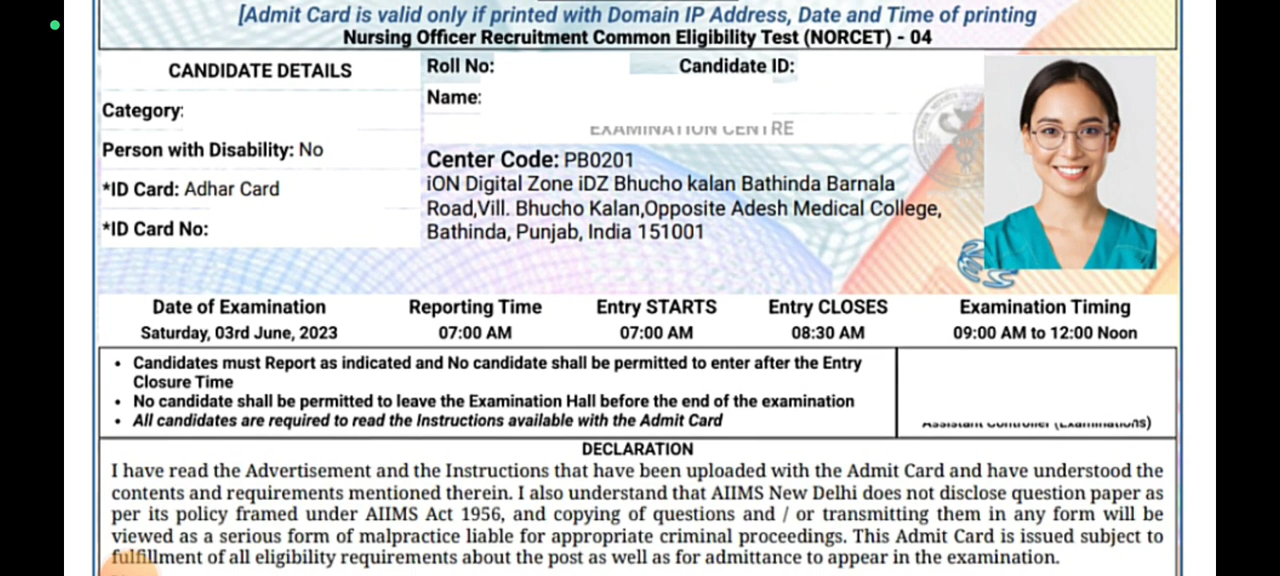 [Admit Card is valid only if printed with Domain IP Address, Date and Time of printing
Nursing Officer Recruitment Common Eligibility Test (NORCET) - 04
CANDIDATE DETAILS
Roll No:
Candidate ID:
Name:
Category:
EXAMINATION CENTRE
Person with Disability: No
Center Code: PB0201
*ID Card: Adhar Card
iON Digital Zone iDZ Bhucho kalan Bathinda Barnala
Road,Vill. Bhucho Kalan,Opposite Adesh Medical College,
*ID Card No:
Bathinda, Punjab, India 151001
Date of Examination
Reporting Time
Entry STARTS
Entry CLOSES
Examination Timing
Saturday, 03rd June, 2023
07:00 AM
07:00 AM
08:30 AM
09:00 AM to 12:00 Noon
• Candidates must Report as indicated and No candidate shall be permitted to enter after the Entry
Closure Time
• No candidate shall be permitted to leave the Examination Hall before the end of the examination
• All candidates are required to read the Instructions available with the Admit Card
Assistant Controller (Examinations)
DECLARATION
I have read the Advertisement and the Instructions that have been uploaded with the Admit Card and have understood the
contents and requirements mentioned therein. I also understand that AIIMS New Delhi does not disclose question paper as
per its policy framed under AIIMS Act 1956, and copying of questions and / or transmitting them in any form will be
viewed as a serious form of malpractice liable for appropriate criminal proceedings. This Admit Card is issued subject to
fulfillment of all eligibility requirements about the post as well as for admittance to appear in the examination.